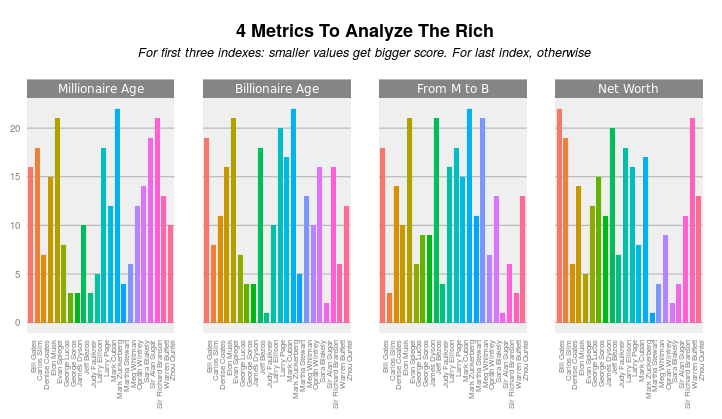 4 Metrics To Analyze The Rich
For first three indexes: smaller values get bigger score. For last index, otherwise
Millionaire Age
Billionaire Age
From M to B
Net Worth
20
15
10
5
0
Bill Gates
Carlos Slim
Denise Coates
Elon Musk
Evan Spiegel
George Lucas
George Soros
James Dyson
Jeff Bezos
Judy Faulkner
Larry Ellison
Larry Page
Mark Cuban
Mark Zuckerberg
Martha Stewart
Meg Whitman
Oprah Winfrey
Sara Blakely
Sir Alan Sugar
Sir Richard Branson
Warren Buffet
Zhou Qunfei
Bill Gates
Carlos Slim
Denise Coates
Elon Musk
Evan Spiegel
George Lucas
George Soros
James Dyson
Jeff Bezos
Judy Faulkner
Larry Ellison
Larry Page
Mark Cuban
Mark Zuckerberg
Martha Stewart
Meg Whitman
Oprah Winfrey
Sara Blakely
Sir Alan Sugar
Sir Richard Branson
Warren Buffet
Zhou Qunfei
Bill Gates
Carlos Slim
Denise Coates
Elon Musk
Evan Spiegel
George Lucas
George Soros
James Dyson
Jeff Bezos
Judy Faulkner
Larry Ellison
Larry Page
Mark Cuban
Mark Zuckerberg
Martha Stewart
Meg Whitman
Oprah Winfrey
Sara Blakely
Sir Alan Sugar
Sir Richard Branson
Warren Buffet
Zhou Qunfei
Bill Gates
Carlos Slim
Denise Coates
Elon Musk
Evan Spiegel
George Lucas
George Soros
James Dyson
Jeff Bezos
Judy Faulkner
Larry Ellison
Larry Page
Mark Cuban
Mark Zuckerberg
Martha Stewart
Meg Whitman
Oprah Winfrey
Sara Blakely
Sir Alan Sugar
Sir Richard Branson
Warren Buffet
Zhou Qunfei